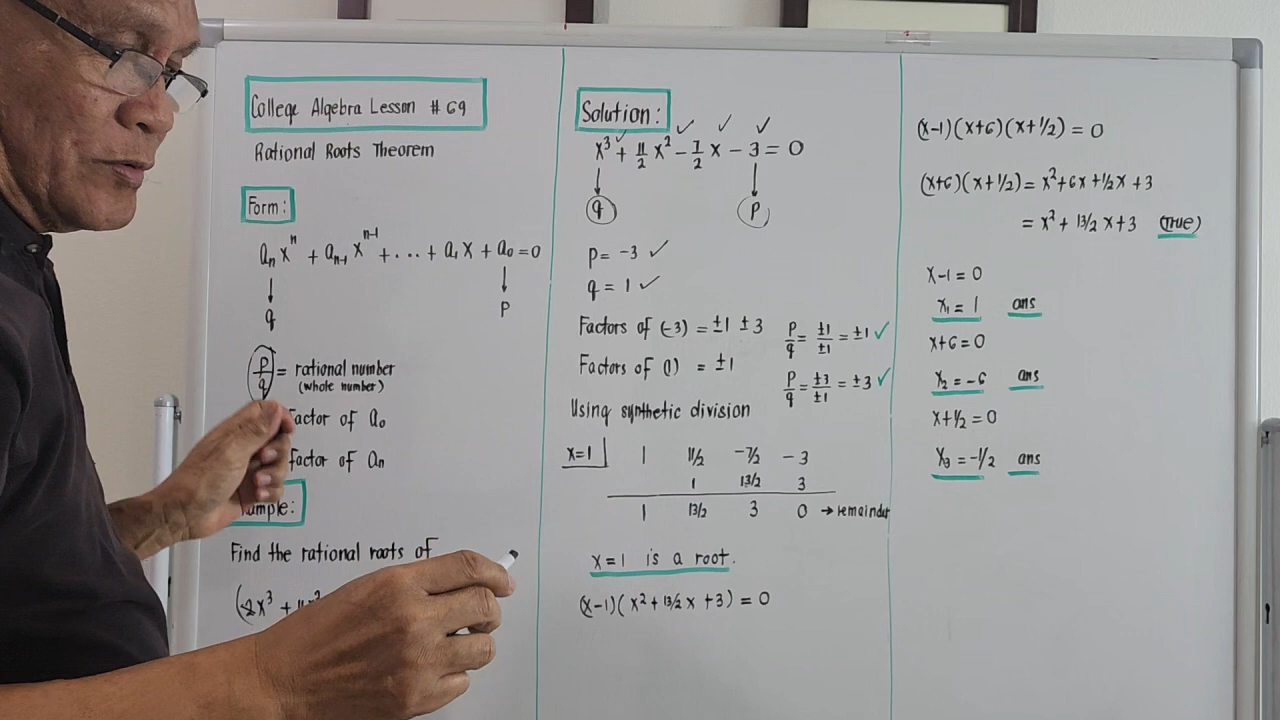 College Algebra Lesson # 69
Rational Roots Theorem
Form:
aₙxⁿ + aₙ₋₁xⁿ⁻¹ + ... + a₁x + a₀ = 0
↓ ↓
q P
P/q = rational number
(whole number)
factor of a₀
factor of aₙ
Example:
Find the rational roots of
Solution:
✓ ✓ ✓ ✓
x³ + 11/2 x² - 7/2 x - 3 = 0
↓ ↓
q P
P = -3 ✓
q = 1 ✓
Factors of (-3) = ±1 ±3
P/q = ±1/±1 = ±1 ✓
Factors of (1) = ±1
P/q = ±3/±1 = ±3 ✓
Using synthetic division
x=1 | 1 11/2 -7/2 -3
1 13/2 3
1 13/2 3 0 → remainder
x=1 is a root.
(x-1)(x² + 13/2 x + 3) = 0
(x-1)(x+6)(x+1/2) = 0
(x+6)(x+1/2) = x² + 6x + 1/2x + 3
= x² + 13/2 x + 3 (True)
x-1 = 0
x₁ = 1 ans
x+6 = 0
x₂ = -6 ans
x+1/2 = 0
x₃ = -1/2 ans